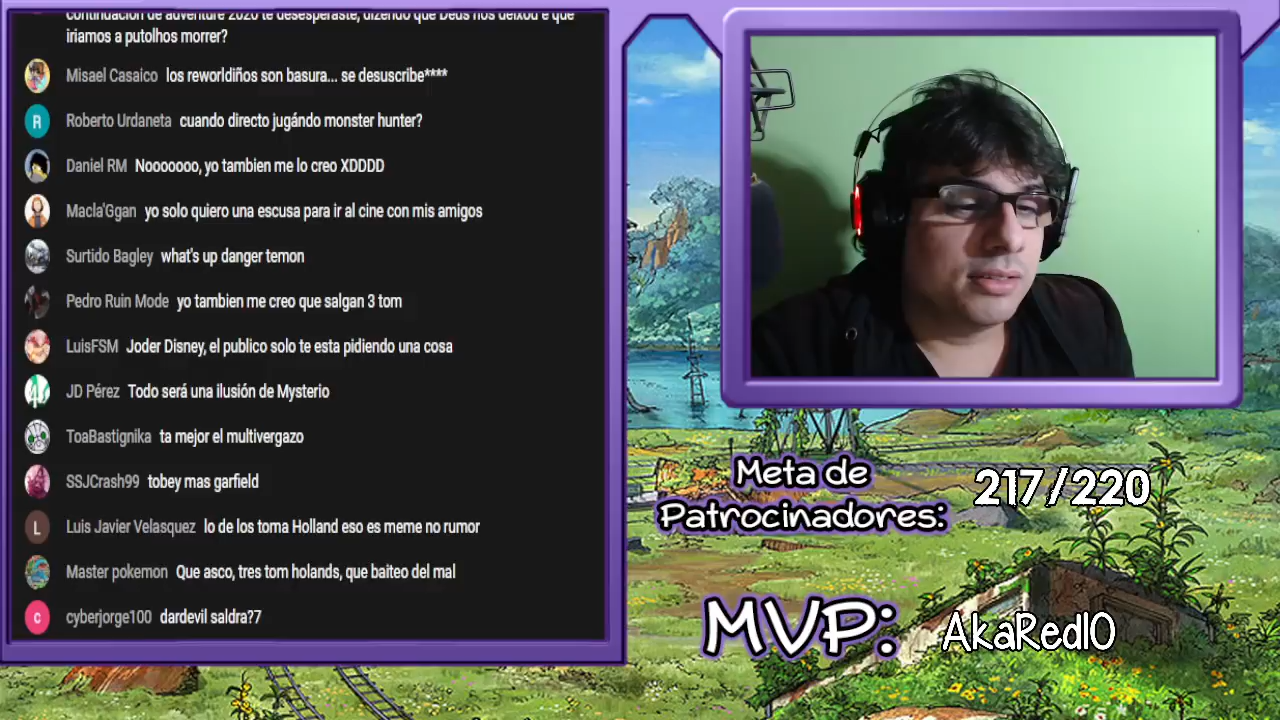 continuacion de adventure 2020 te desesperaste, dizendo que Deus nos deixou e que
iriamos a putolhos morrer?
Misael Casaico los reworldiños son basura... se desuscribe****
Roberto Urdaneta cuando directo jugándo monster hunter?
Daniel RM Nooooooo, yo tambien me lo creo XDDDD
Macla'Ggan yo solo quiero una escusa para ir al cine con mis amigos
Surtido Bagley what's up danger temon
Pedro Ruin Mode yo tambien me creo que salgan 3 tom
LuisFSM Joder Disney, el publico solo te esta pidiendo una cosa
JD Pérez Todo será una ilusión de Mysterio
ToaBastignika ta mejor el multivergazo
SSJCrash99 tobey mas garfield
Luis Javier Velasquez lo de los toma Holland eso es meme no rumor
Master pokemon Que asco, tres tom holands, que baiteo del mal
cyberjorge100 dardevil saldra?7
R
L
c
Meta de
Patrocinadores: 217/220
MVP: AkaRed10